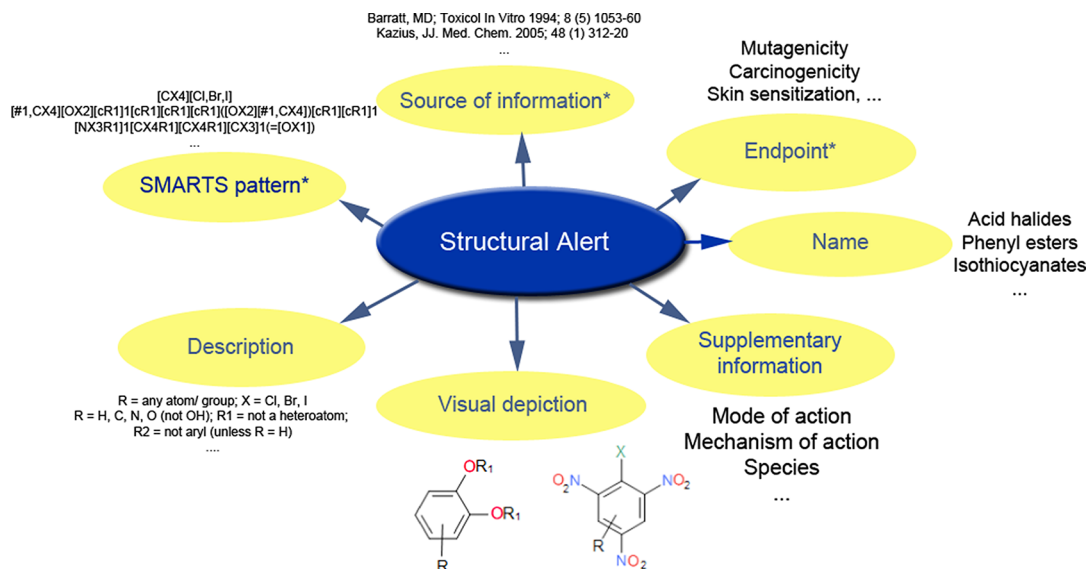 Barratt, MD; Toxicol In Vitro 1994; 8 (5) 1053-60
Kazius, JJ. Med. Chem. 2005; 48 (1) 312-20
...
Source of information*
Mutagenicity
Carcinogenicity
Skin sensitization, ...
Endpoint*
[CX4][Cl,Br,I]
[#1,CX4][OX2][cR1]1[cR1][cR1][cR1][cR1]([OX2][#1,CX4])[cR1][cR1]1
[NX3R1]1[CX4R1][CX4R1][CX3]1(=[OX1])
...
SMARTS pattern*
Structural Alert
Name
Acid halides
Phenyl esters
Isothiocyanates
...
Description
R = any atom/ group; X = Cl, Br, I
R = H, C, N, O (not OH); R1 = not a heteroatom;
R2 = not aryl (unless R = H)
....
Visual depiction
Supplementary
information
Mode of action
Mechanism of action
Species
...
OR1
OR1
R
X
O2N
NO2
R
NO2